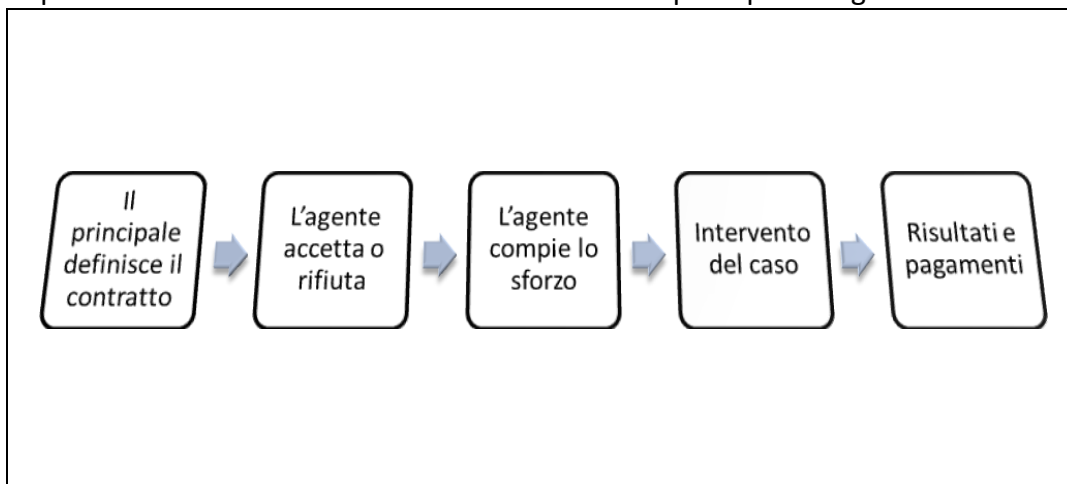 Il
principale
definisce il
contratto
L'agente
accetta o
rifiuta
L'agente
compie lo
sforzo
Intervento
del caso
Risultati e
pagamenti